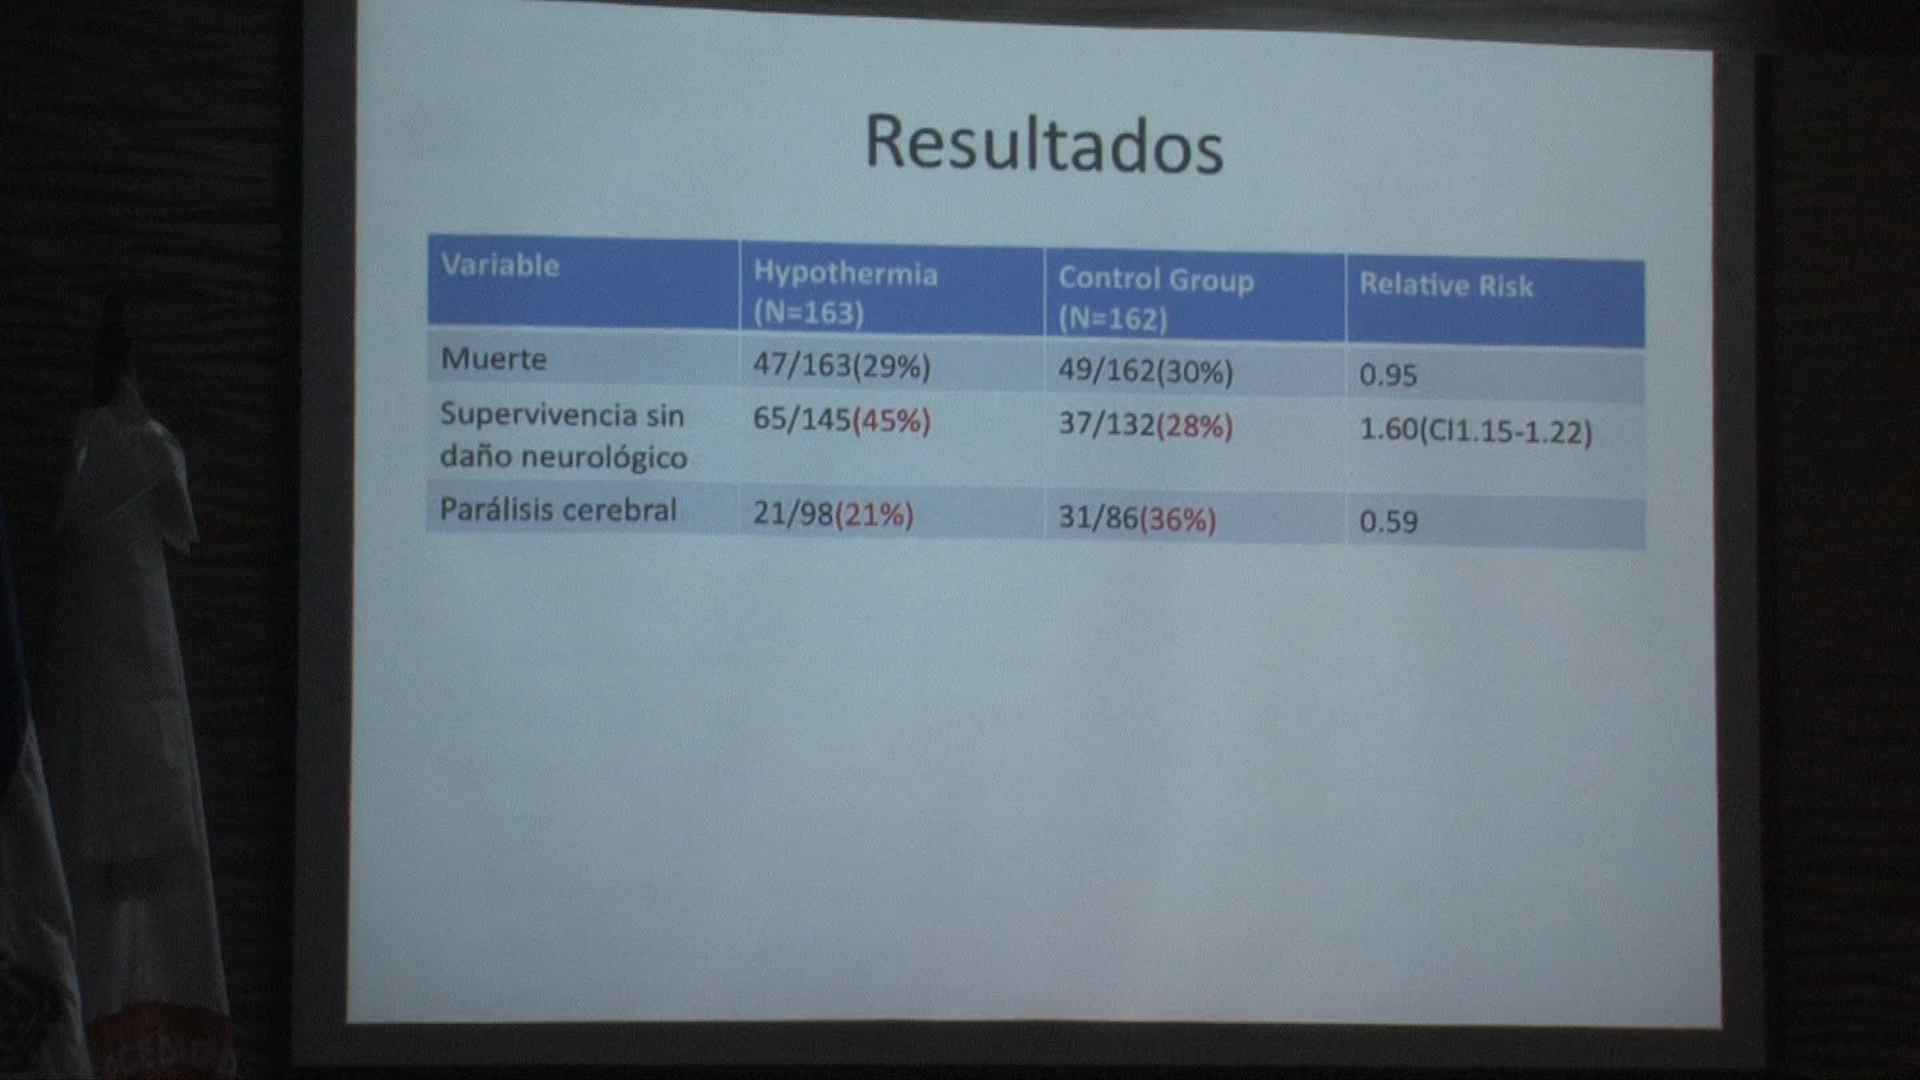 Resultados
Variable
Hypothermia
(N=163)
Control Group
(N=162)
Relative Risk
Muerte
47/163(29%)
49/162(30%)
0.95
Supervivencia sin
daño neurológico
65/145(45%)
37/132(28%)
1.60(CI1.15-1.22)
Parálisis cerebral
21/98(21%)
31/86(36%)
0.59